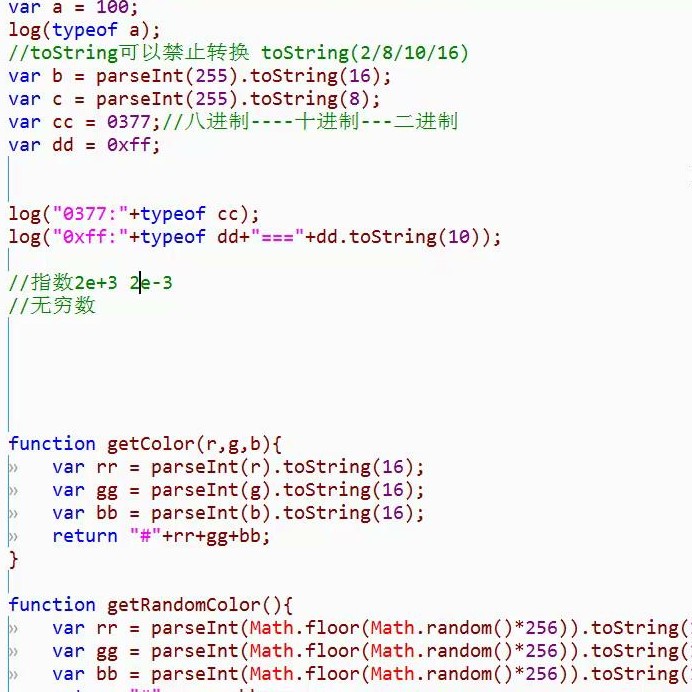 var a = 100;
log(typeof a);
//toString可以禁止转换 toString(2/8/10/16)
var b = parseInt(255).toString(16);
var c = parseInt(255).toString(8);
var cc = 0377;//八进制----十进制---二进制
var dd = 0xff;
log("0377:"+typeof cc);
log("0xff:"+typeof dd+"==="+dd.toString(10));
//指数2e+3 2e-3
//无穷数
function getColor(r,g,b){
» var rr = parseInt(r).toString(16);
» var gg = parseInt(g).toString(16);
» var bb = parseInt(b).toString(16);
» return "#"+rr+gg+bb;
}
function getRandomColor(){
» var rr = parseInt(Math.floor(Math.random()*256)).toString(
» var gg = parseInt(Math.floor(Math.random()*256)).toString(
» var bb = parseInt(Math.floor(Math.random()*256)).toString(